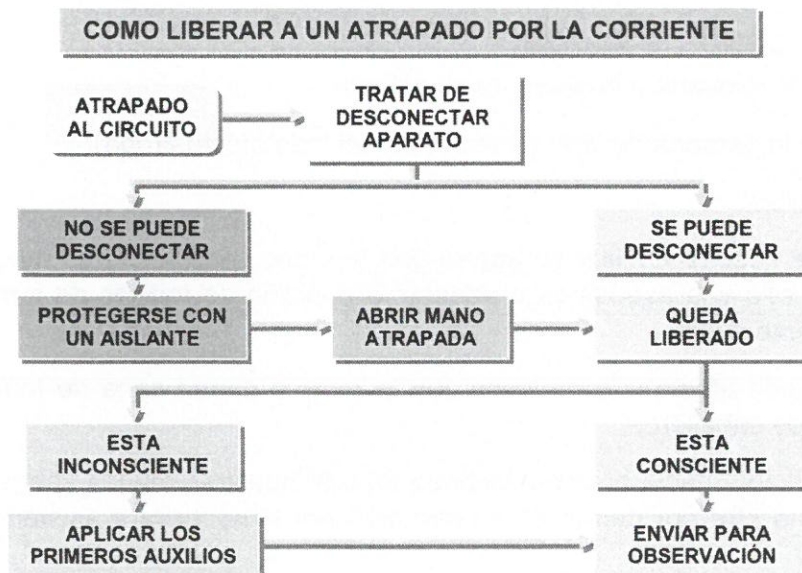 COMO LIBERAR A UN ATRAPADO POR LA CORRIENTE
ATRAPADO
AL CIRCUITO
TRATAR DE
DESCONECTAR
APARATO
NO SE PUEDE
DESCONECTAR
SE PUEDE
DESCONECTAR
PROTEGERSE CON
UN AISLANTE
ABRIR MANO
ATRAPADA
QUEDA
LIBERADO
ESTA
INCONSCIENTE
ESTA
CONSCIENTE
APLICAR LOS
PRIMEROS AUXILIOS
ENVIAR PARA
OBSERVACIÓN